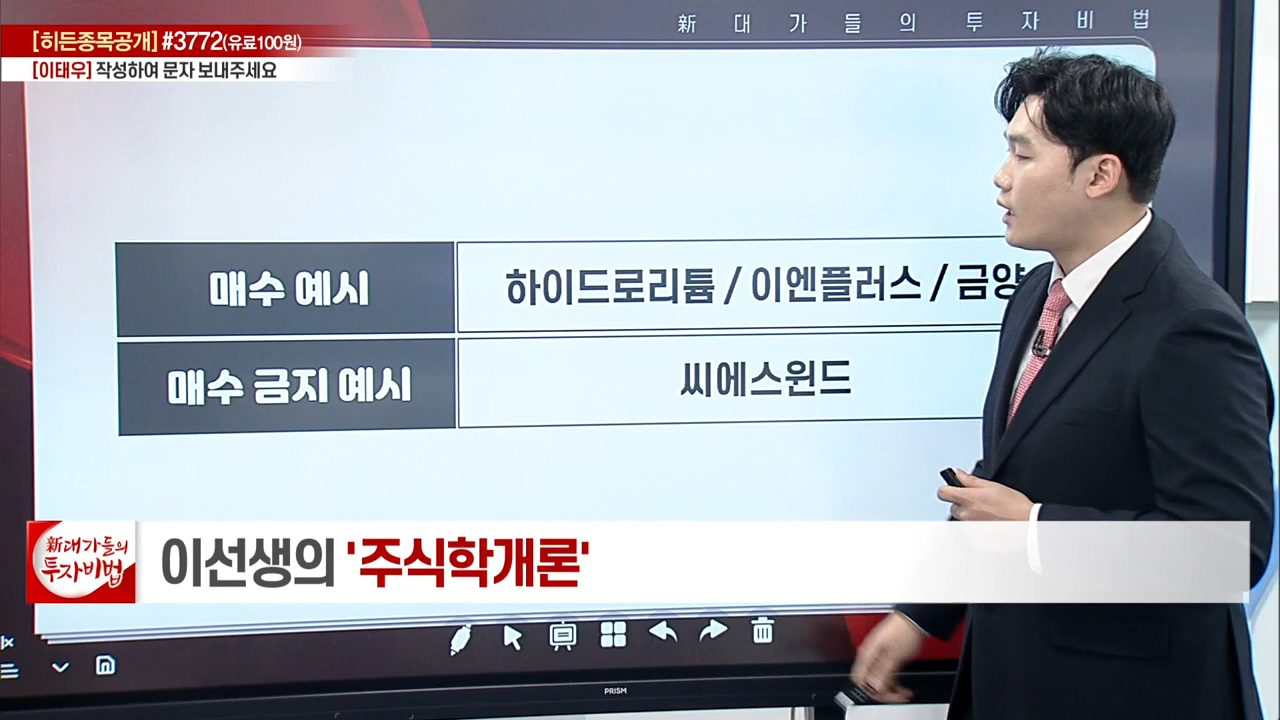 [히든종목공개] #3772(유료100원)
[이태우] 작성하여 문자 보내주세요
新 대가들의 투자비법
매수 예시
하이드로리튬 / 이엔플러스 / 금양
매수 금지 예시
씨에스윈드
新대가들의
투자비법
이선생의 '주식학개론'
PRISM